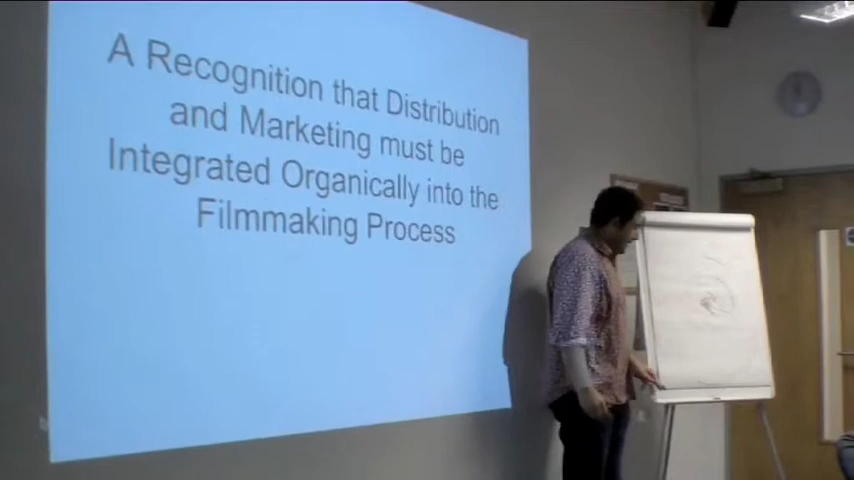 A Recognition that Distribution
and Marketing must be
Integrated Organically into the
Filmmaking Process